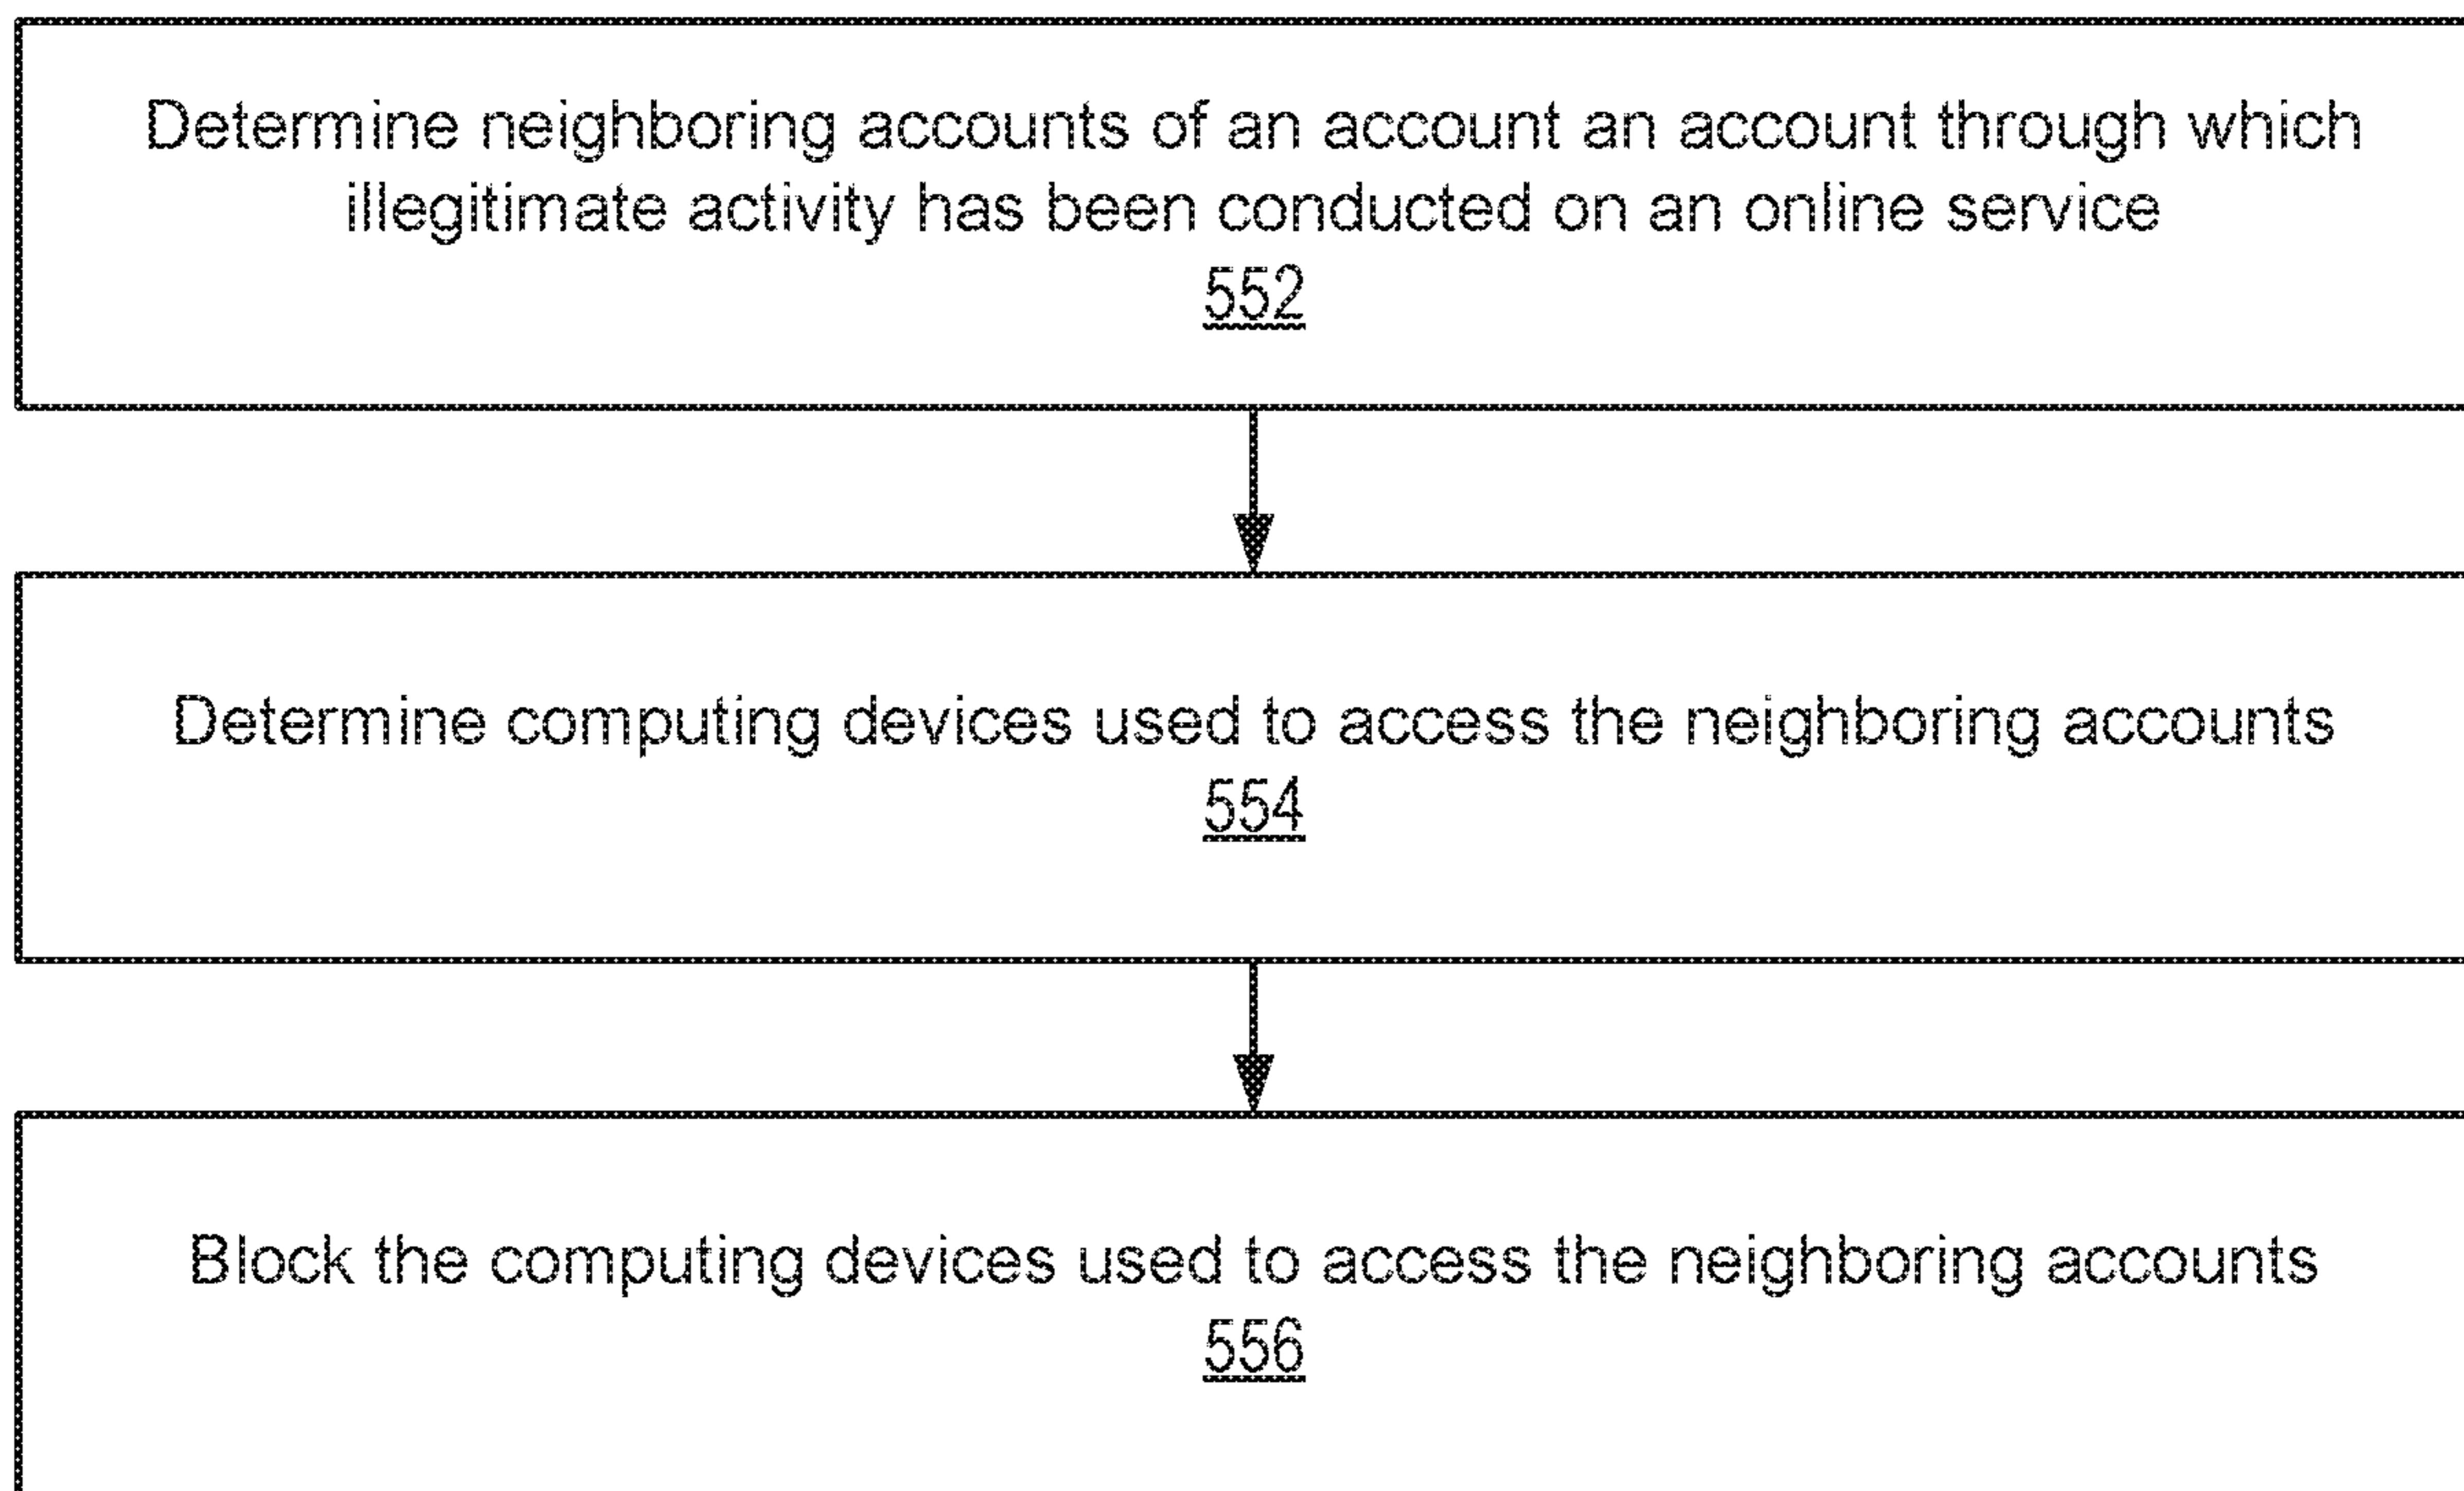 Determine neighboring accounts of an account an account through which
illegitimate activity has been conducted on an online service
552
Determine computing devices used to access the neighboring accounts
554
Block the computing devices used to access the neighboring accounts
556